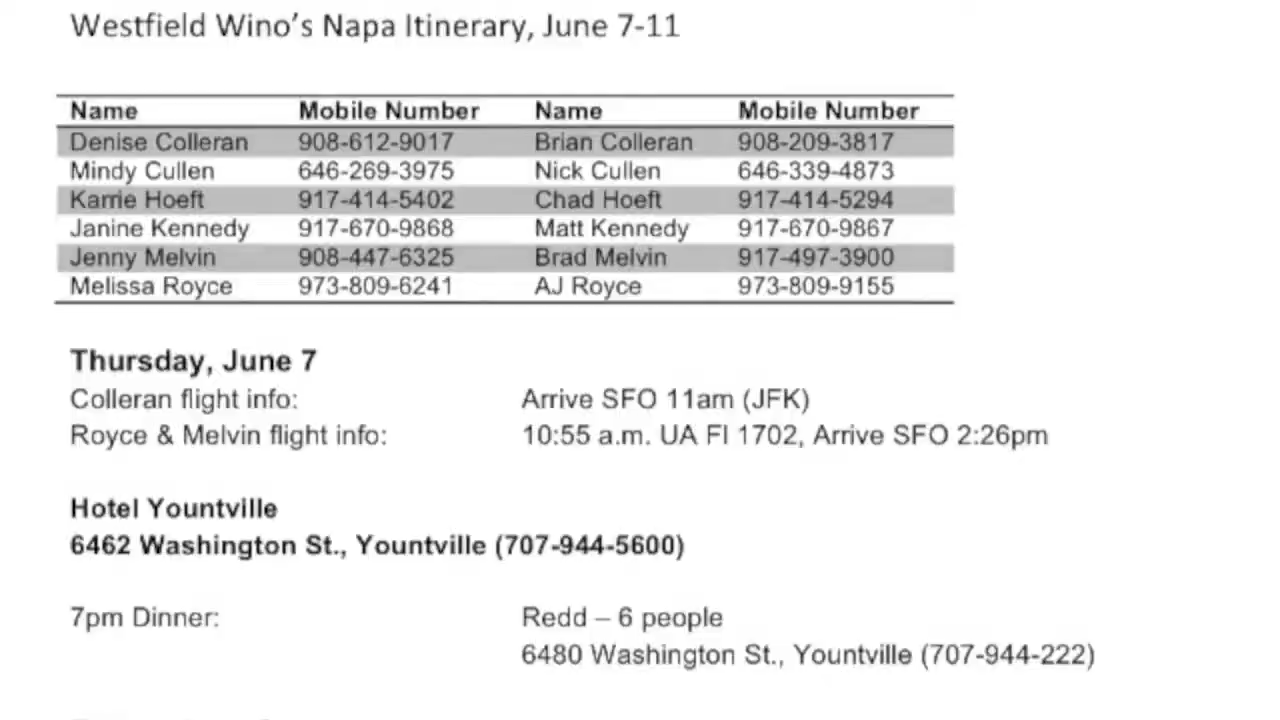 Westfield Wino's Napa Itinerary, June 7-11
Name Mobile Number Name Mobile Number
Denise Colleran 908-612-9017 Brian Colleran 908-209-3817
Mindy Cullen 646-269-3975 Nick Cullen 646-339-4873
Karrie Hoeft 917-414-5402 Chad Hoeft 917-414-5294
Janine Kennedy 917-670-9868 Matt Kennedy 917-670-9867
Jenny Melvin 908-447-6325 Brad Melvin 917-497-3900
Melissa Royce 973-809-6241 AJ Royce 973-809-9155
Thursday, June 7
Colleran flight info: Arrive SFO 11am (JFK)
Royce & Melvin flight info: 10:55 a.m. UA Fl 1702, Arrive SFO 2:26pm
Hotel Yountville
6462 Washington St., Yountville (707-944-5600)
7pm Dinner: Redd – 6 people
6480 Washington St., Yountville (707-944-222)